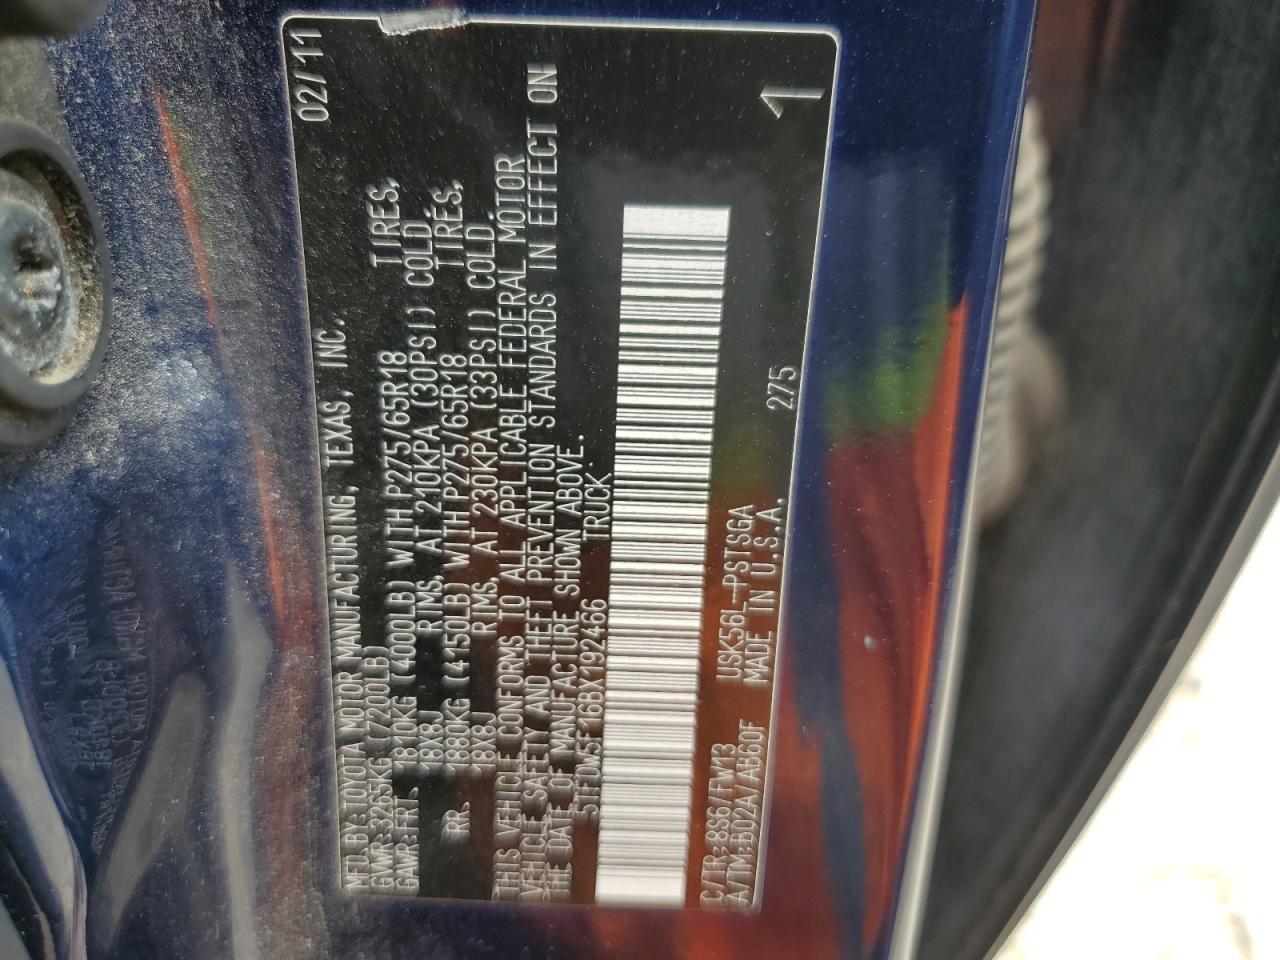 02/11
MFD. BY: TOYOTA MOTOR MANUFACTURING, TEXAS, INC.
GVWR: 3265KG (7200LB)
GAWR: FRT. 1810KG (4000LB) WITH P275/65R18 TIRES,
18X8J RIMS, AT 210KPA (30PSI) COLD.
RR. 1880KG (4150LB) WITH P275/65R18 TIRES,
18X8J RIMS, AT 230KPA (33PSI) COLD.
THIS VEHICLE CONFORMS TO ALL APPLICABLE FEDERAL MOTOR
VEHICLE SAFETY AND THEFT PREVENTION STANDARDS IN EFFECT ON
THE DATE OF MANUFACTURE SHOWN ABOVE.
5TFDW5F16BX192466 TRUCK
C/TR: 8S6/FW13 USK56L-PSTSGA
A/TM: B02A/AB60F MADE IN U.S.A. 275
1